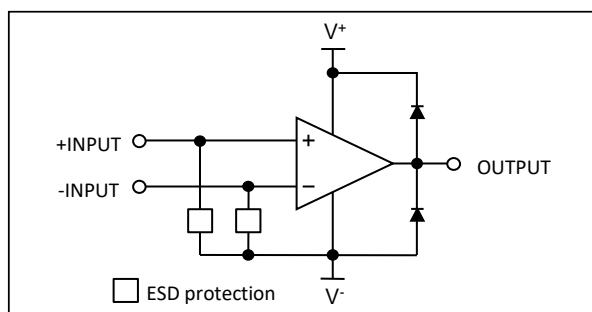 V+
+INPUT
+
-INPUT
−
OUTPUT
ESD protection
V-